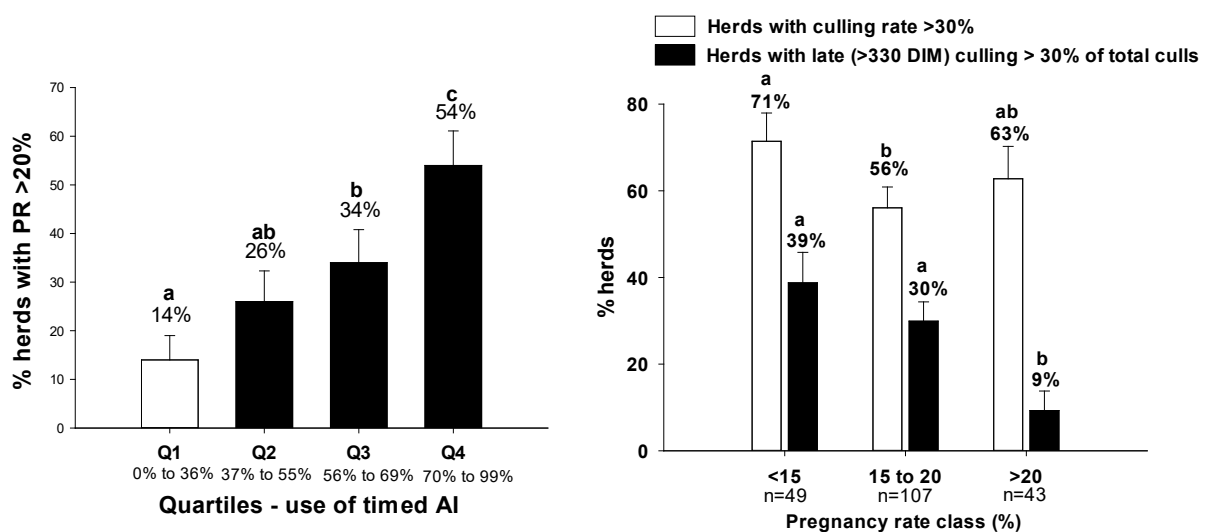 % herds with PR >20%
70
60
50
40
30
20
10
0
a
14%
ab
26%
b
34%
c
54%
Q1
Q2
Q3
Q4
0% to 36%
37% to 55%
56% to 69%
70% to 99%
Quartiles - use of timed AI
Herds with culling rate >30%
Herds with late (>330 DIM) culling > 30% of total culls
% herds
80
60
40
20
0
a
71%
a
39%
b
56%
a
30%
ab
63%
b
9%
<15
15 to 20
>20
n=49
n=107
n=43
Pregnancy rate class (%)